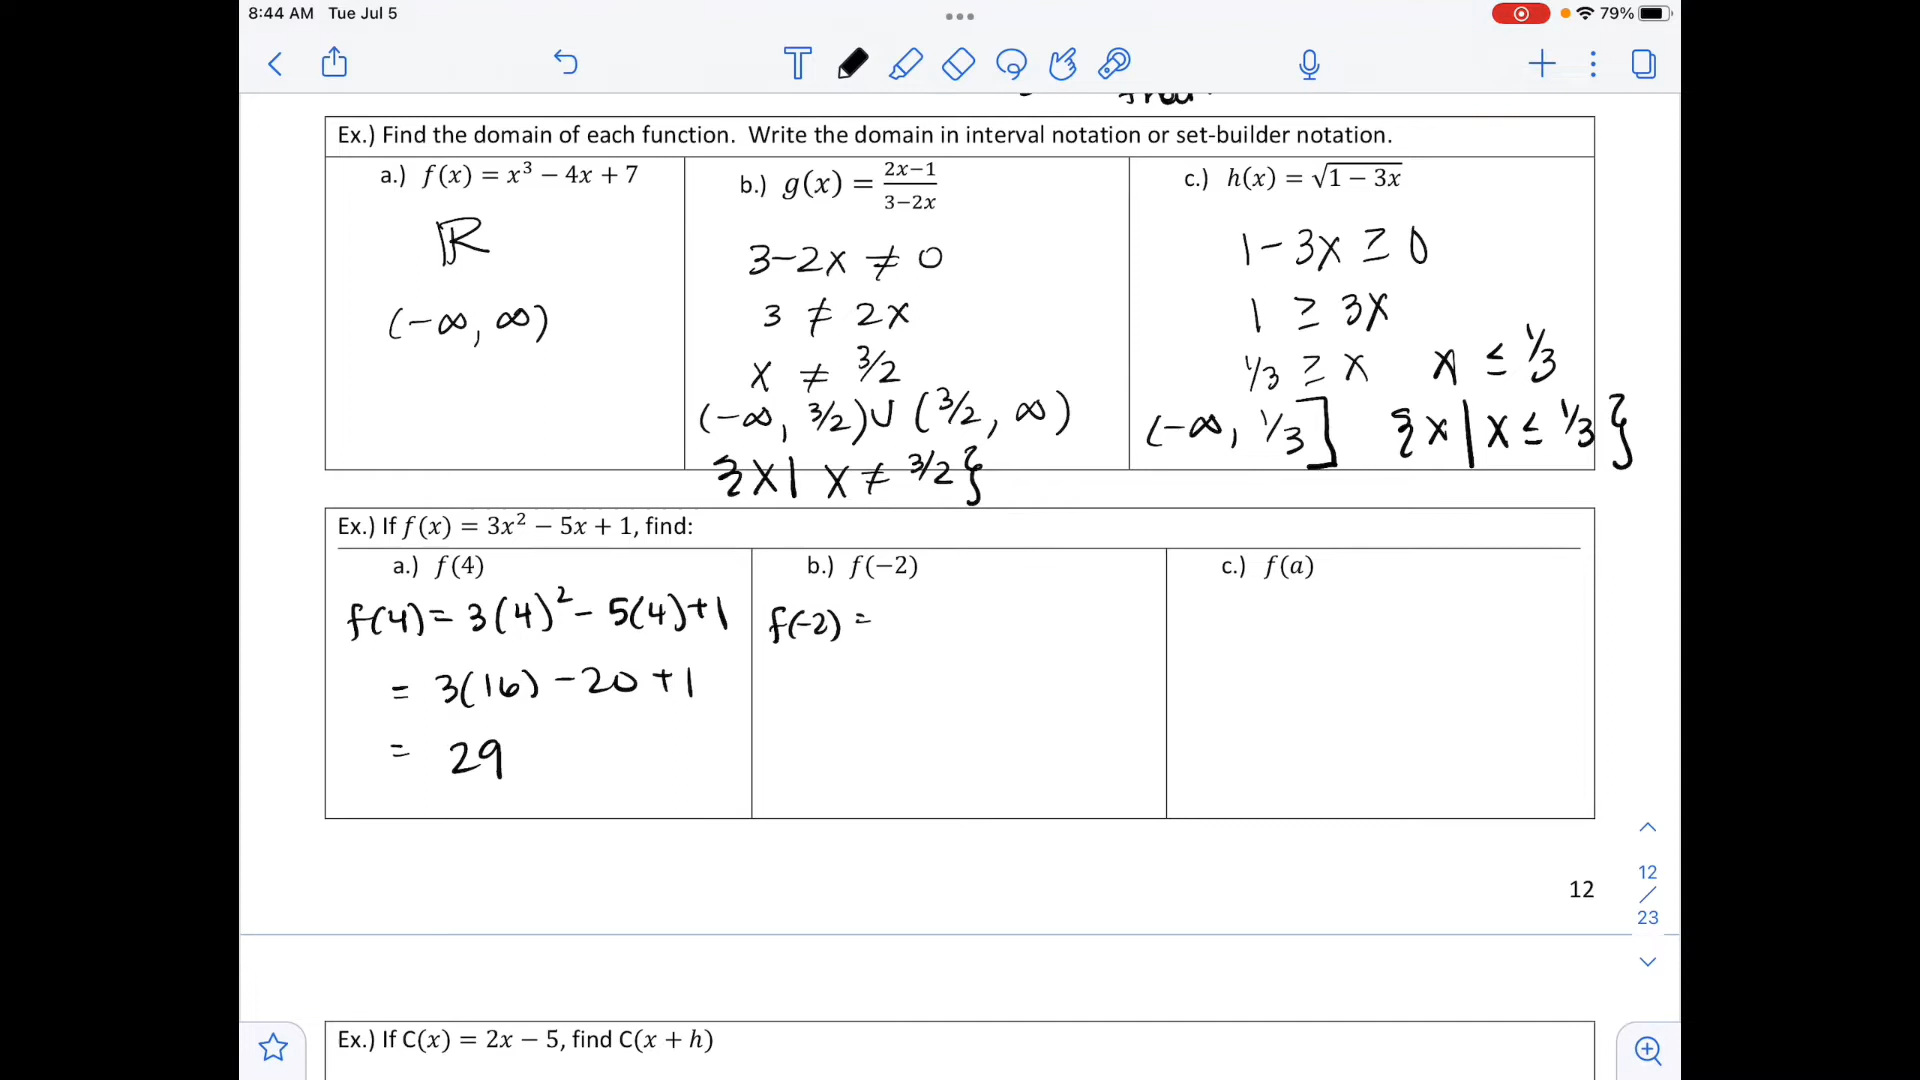 8:44 AM Tue Jul 5
79%
Ex.) Find the domain of each function. Write the domain in interval notation or set-builder notation.
a.) f(x) = x³ − 4x + 7
ℝ
(-∞, ∞)
b.) g(x) = (2x−1)/(3−2x)
3-2x ≠ 0
3 ≠ 2x
x ≠ 3/2
(-∞, 3/2) ∪ (3/2, ∞)
{x | x ≠ 3/2}
c.) h(x) = √(1 − 3x)
1 - 3x ≥ 0
1 ≥ 3x
1/3 ≥ x x ≤ 1/3
(-∞, 1/3] {x | x ≤ 1/3}
Ex.) If f(x) = 3x² − 5x + 1, find:
a.) f(4)
f(4) = 3(4)² - 5(4) + 1
= 3(16) - 20 + 1
= 29
b.) f(−2)
f(-2) =
c.) f(a)
12
12
/
23
Ex.) If C(x) = 2x − 5, find C(x + h)